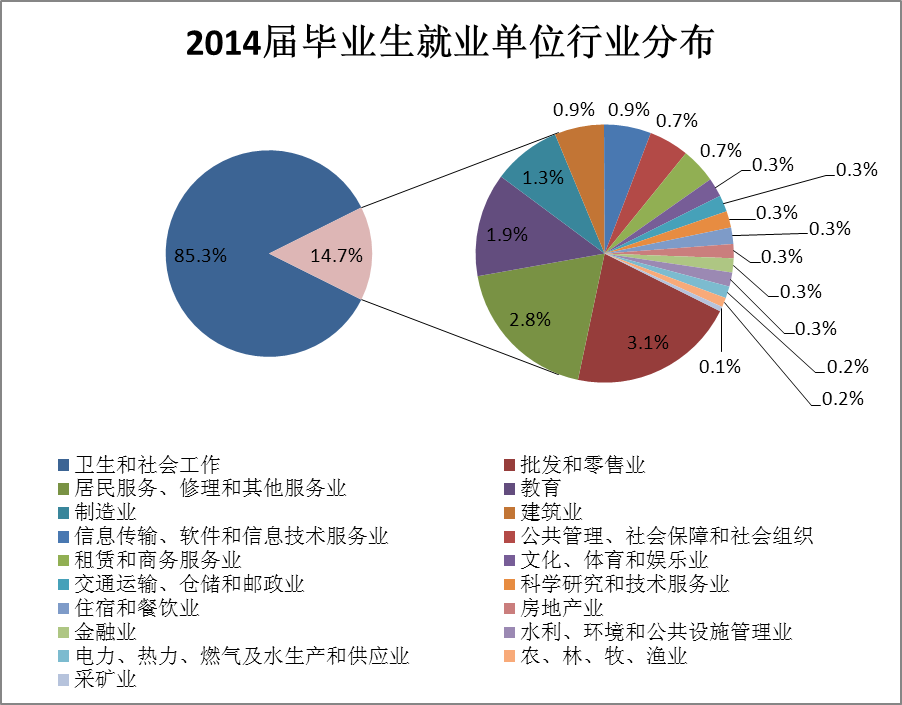 2014届毕业生就业单位行业分布
0.9%
0.9%
0.7%
0.7%
0.3%
0.3%
0.3%
0.3%
0.3%
0.3%
0.3%
0.2%
0.2%
0.1%
3.1%
2.8%
1.9%
1.3%
85.3%
14.7%
卫生和社会工作
批发和零售业
居民服务、修理和其他服务业
教育
制造业
建筑业
信息传输、软件和信息技术服务业
公共管理、社会保障和社会组织
租赁和商务服务业
文化、体育和娱乐业
交通运输、仓储和邮政业
科学研究和技术服务业
住宿和餐饮业
房地产业
金融业
水利、环境和公共设施管理业
电力、热力、燃气及水生产和供应业
农、林、牧、渔业
采矿业